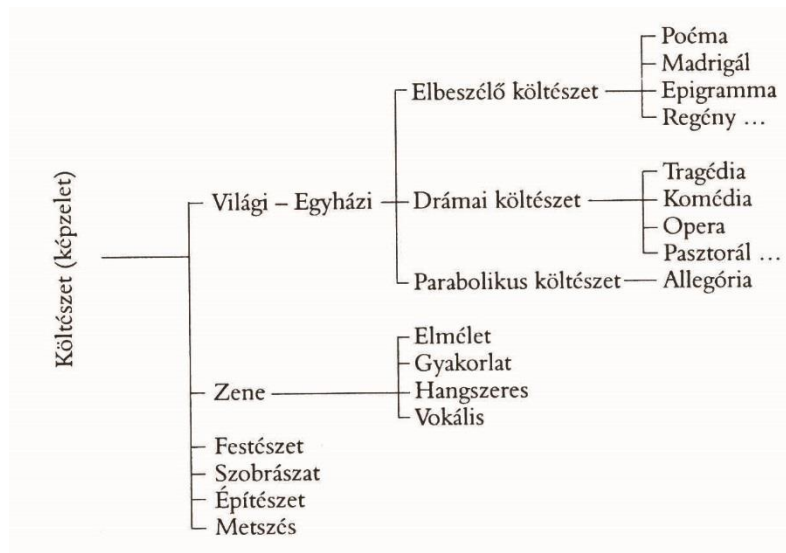 Költészet (képzelet)
Világi – Egyházi
Elbeszélő költészet
Poéma
Madrigál
Epigramma
Regény ...
Drámai költészet
Tragédia
Komédia
Opera
Pasztorál ...
Parabolikus költészet
Allegória
Zene
Elmélet
Gyakorlat
Hangszeres
Vokális
Festészet
Szobrászat
Építészet
Metszés